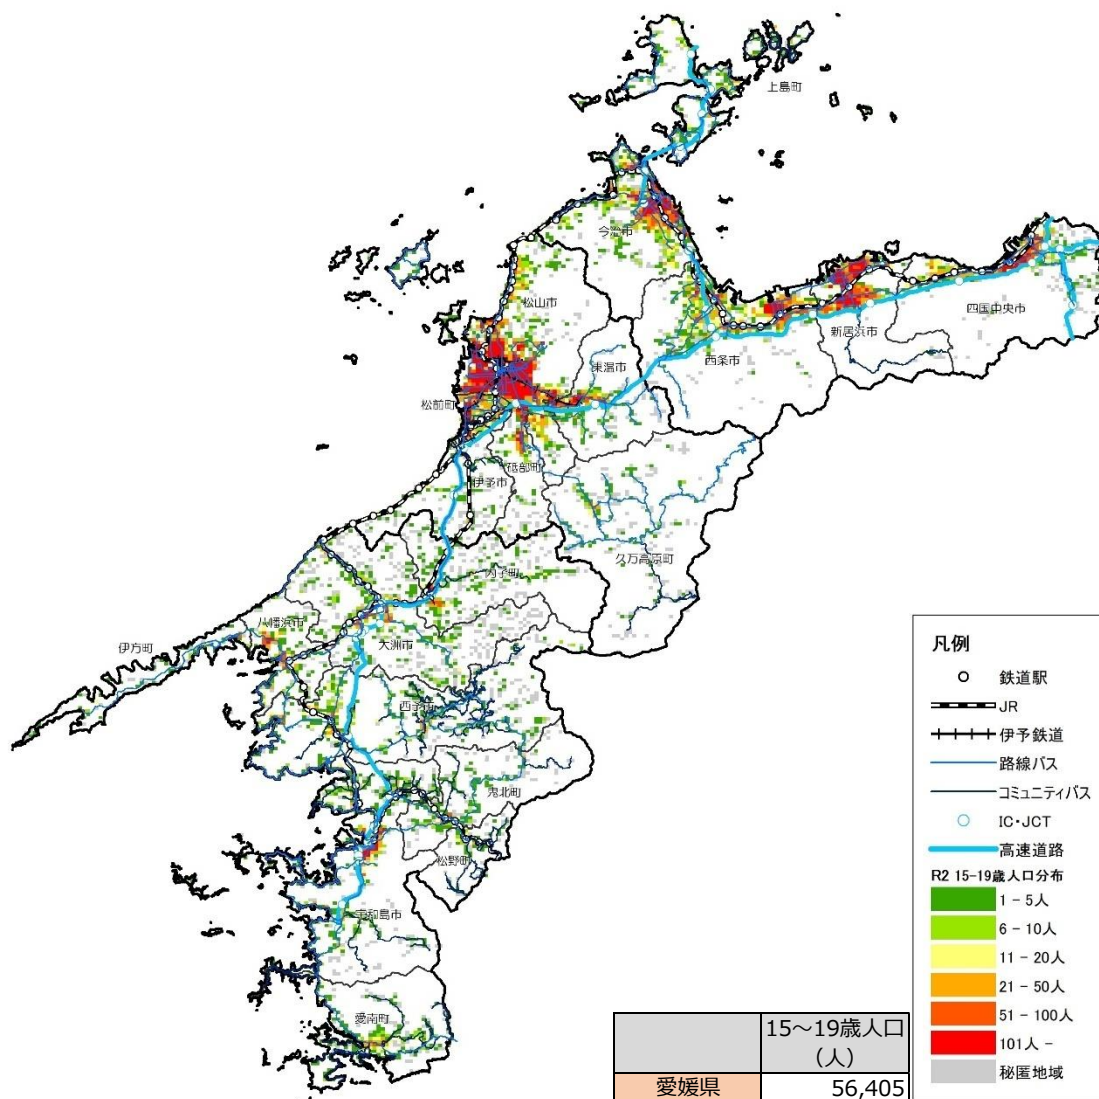 上島町
今治市
松山市
四国中央市
新居浜市
西条市
東温市
松前町
砥部町
伊予市
久万高原町
内子町
八幡浜市
伊方町
大洲市
西予市
鬼北町
松野町
宇和島市
愛南町
凡例
鉄道駅
JR
伊予鉄道
路線バス
コミュニティバス
IC・JCT
高速道路
R2 15-19歳人口分布
1 - 5人
6 - 10人
11 - 20人
21 - 50人
51 - 100人
101人 -
秘匿地域
15～19歳人口
（人）
愛媛県 56,405